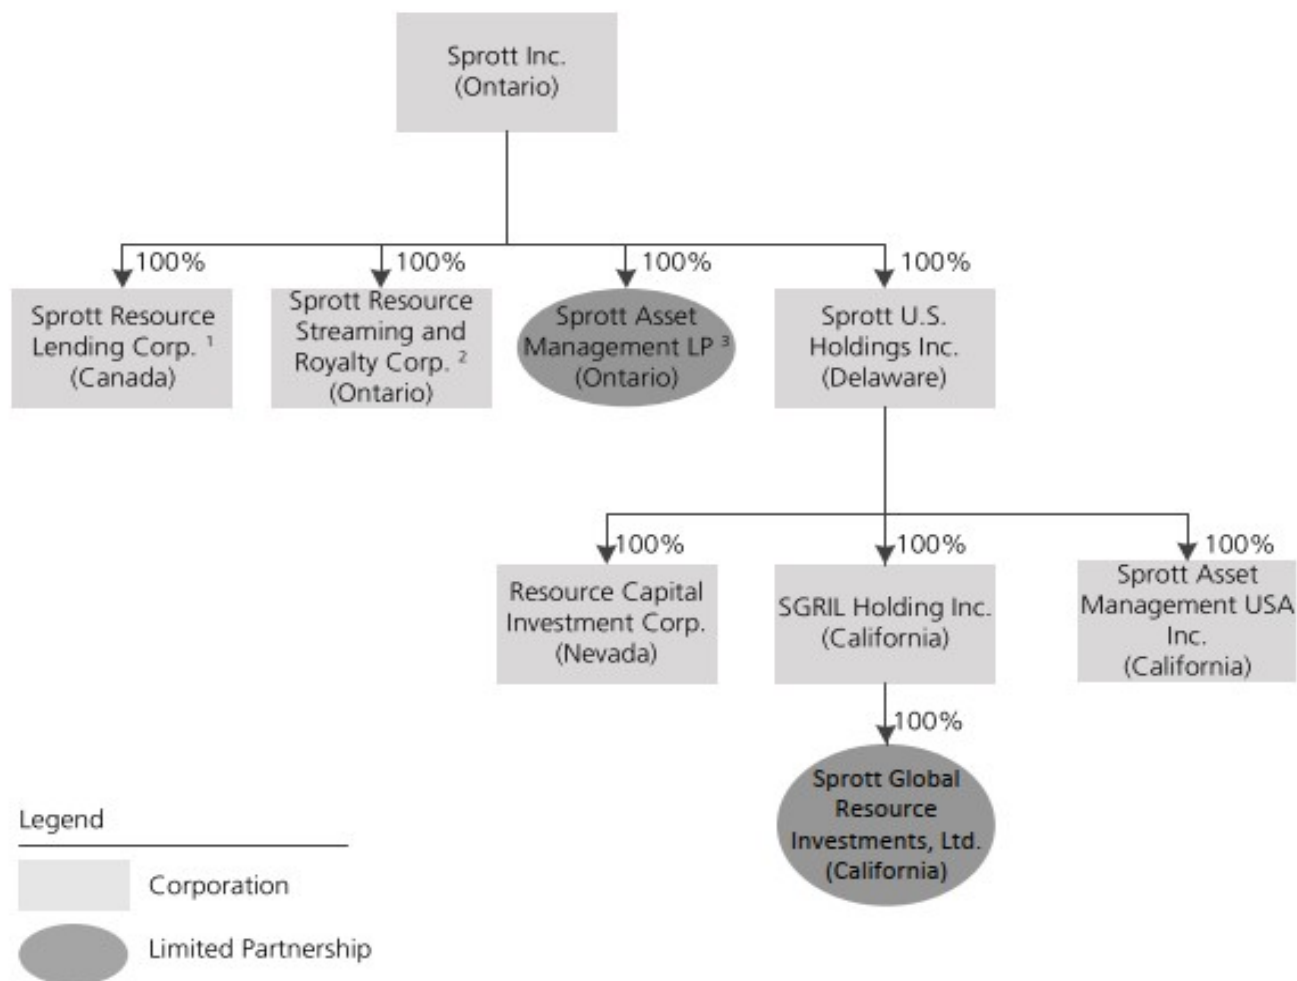 Sprott Inc.
(Ontario)
100%
100%
100%
100%
Sprott Resource
Lending Corp. ¹
(Canada)
Sprott Resource
Streaming and
Royalty Corp. ²
(Ontario)
Sprott Asset
Management LP ³
(Ontario)
Sprott U.S.
Holdings Inc.
(Delaware)
100%
100%
100%
Resource Capital
Investment Corp.
(Nevada)
SGRIL Holding Inc.
(California)
Sprott Asset
Management USA
Inc.
(California)
100%
Sprott Global
Resource
Investments, Ltd.
(California)
Legend
Corporation
Limited Partnership